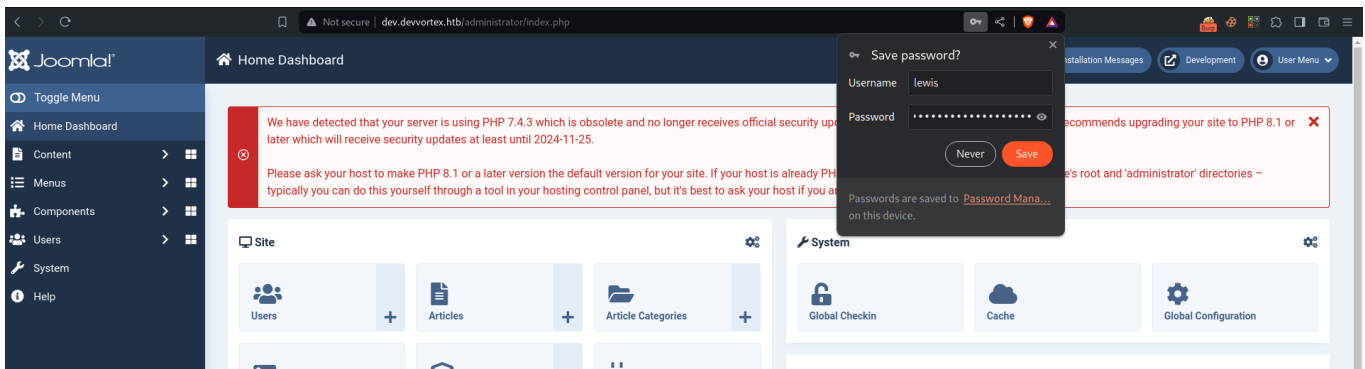 Not secure | dev.devvortex.htb/administrator/index.php
Burp
Joomla!
Home Dashboard
stallation Messages
Development
User Menu
Save password?
Username lewis
Password
Never
Save
Passwords are saved to Password Mana...
on this device.
Toggle Menu
Home Dashboard
Content
Menus
Components
Users
System
Help
We have detected that your server is using PHP 7.4.3 which is obsolete and no longer receives official security up ecommends upgrading your site to PHP 8.1 or
later which will receive security updates at least until 2024-11-25.
Please ask your host to make PHP 8.1 or a later version the default version for your site. If your host is already PH e's root and 'administrator' directories –
typically you can do this yourself through a tool in your hosting control panel, but it's best to ask your host if you a
Site
Users
Articles
Article Categories
System
Global Checkin
Cache
Global Configuration